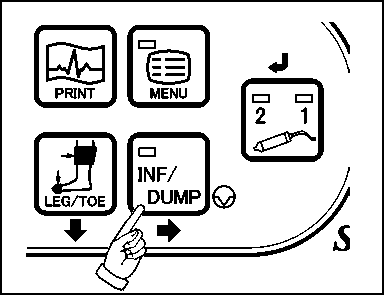 PRINT
MENU
2 1
LEG/TOE
INF/
DUMP
S